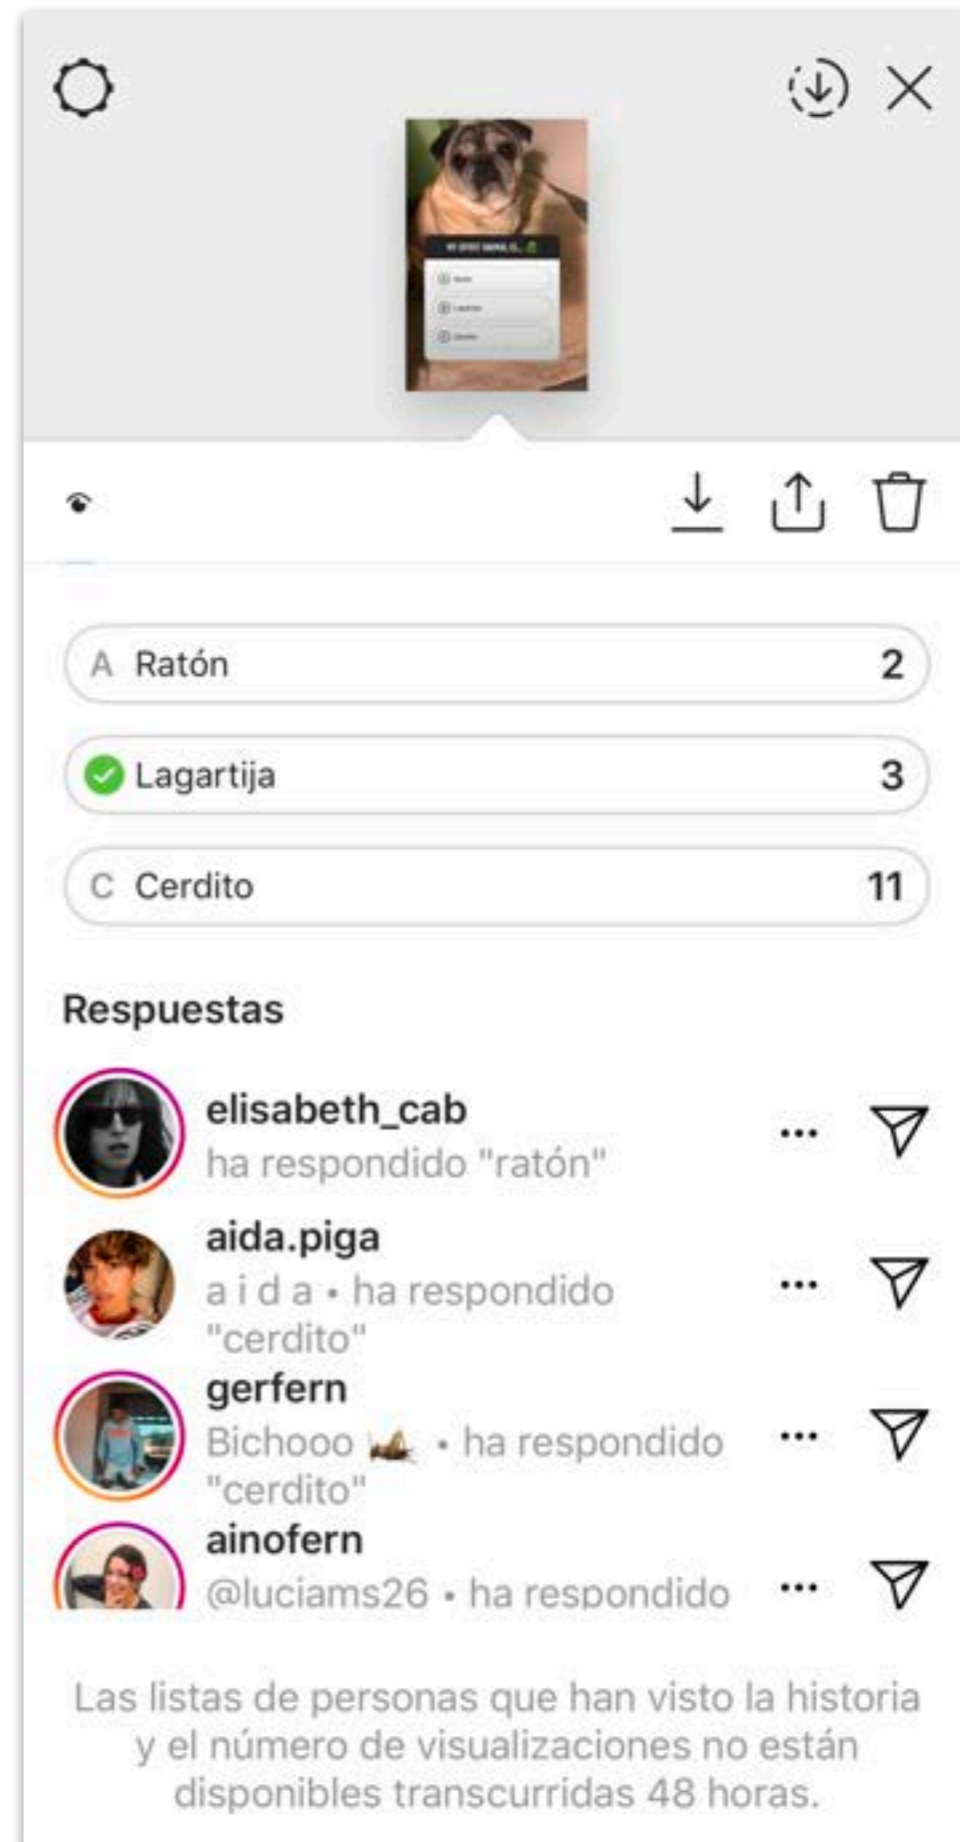 A Ratón 2
Lagartija 3
C Cerdito 11
Respuestas
elisabeth_cab
ha respondido "ratón"
aida.piga
a i d a • ha respondido
"cerdito"
gerfern
Bichooo 🦗 • ha respondido
"cerdito"
ainofern
@luciams26 • ha respondido
Las listas de personas que han visto la historia
y el número de visualizaciones no están
disponibles transcurridas 48 horas.